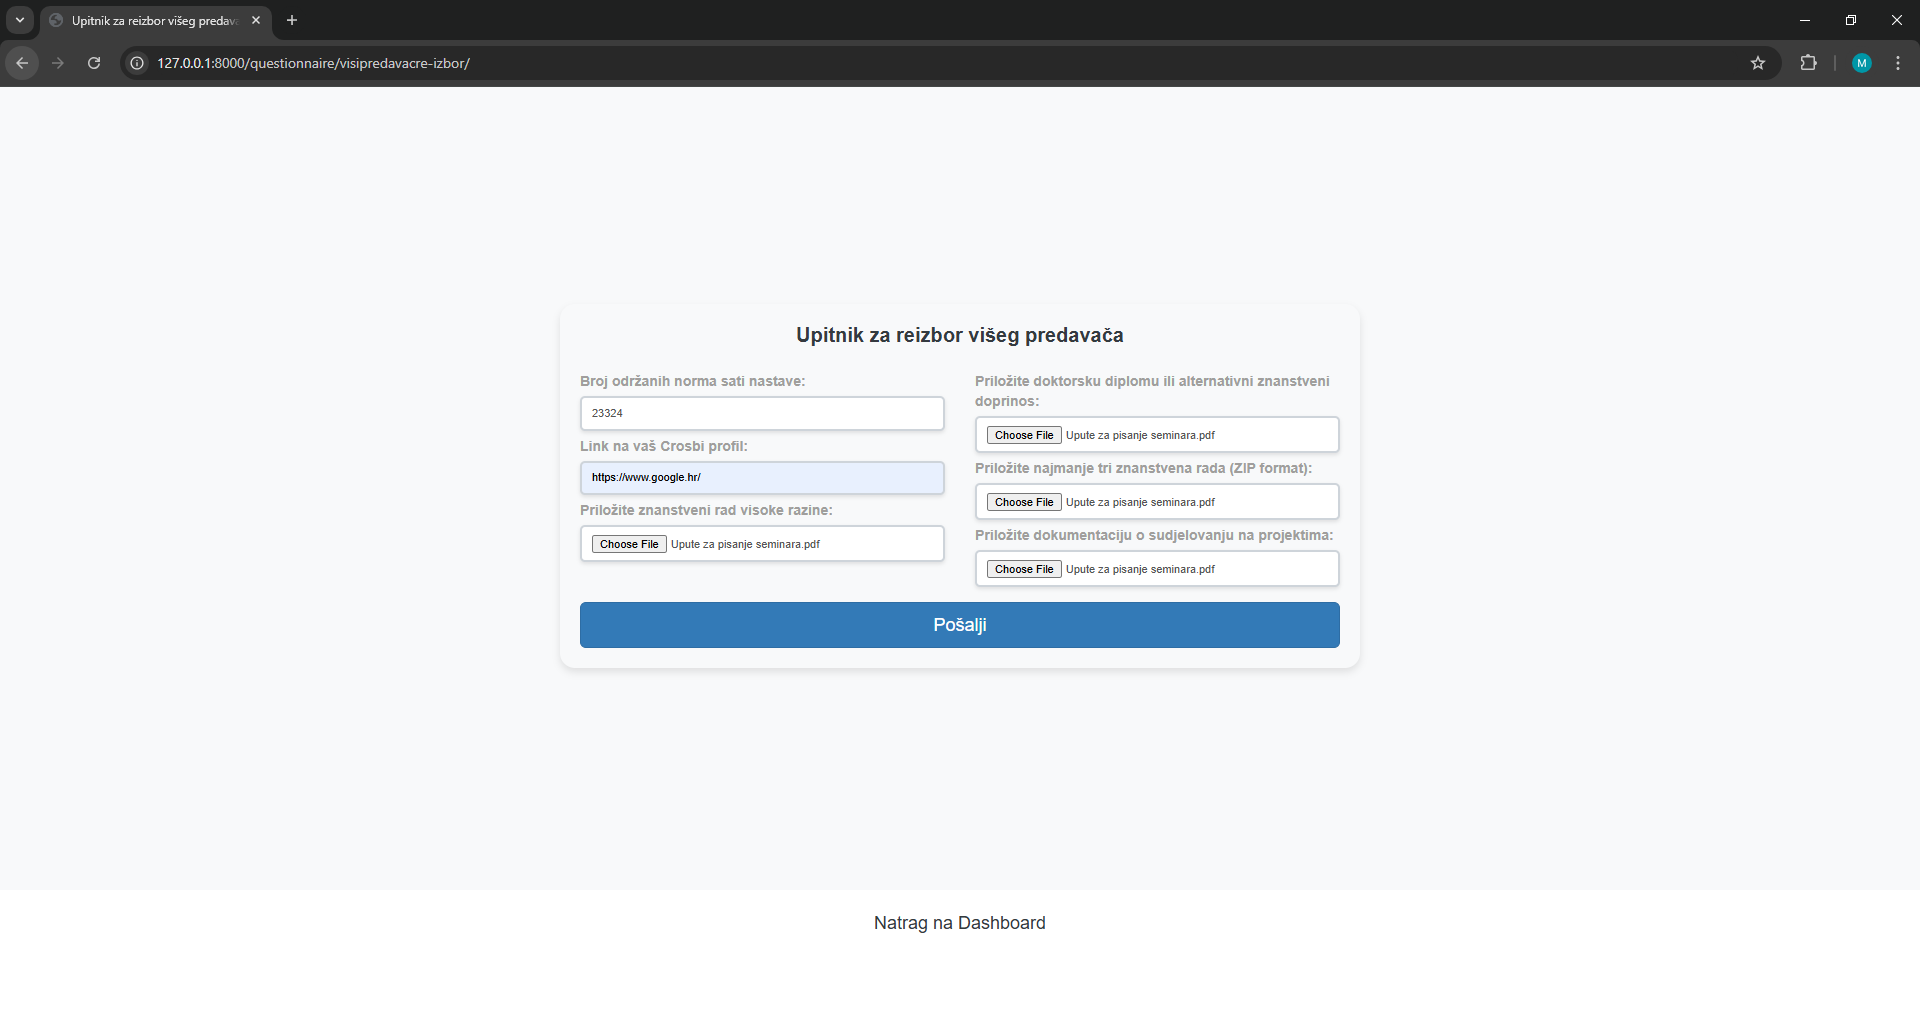 Upitnik za reizbor višeg predava
127.0.0.1:8000/questionnaire/visipredavacre-izbor/
M
Upitnik za reizbor višeg predavača
Broj održanih norma sati nastave:
23324
Link na vaš Crosbi profil:
https://www.google.hr/
Priložite znanstveni rad visoke razine:
Choose File Upute za pisanje seminara.pdf
Priložite doktorsku diplomu ili alternativni znanstveni
doprinos:
Choose File Upute za pisanje seminara.pdf
Priložite najmanje tri znanstvena rada (ZIP format):
Choose File Upute za pisanje seminara.pdf
Priložite dokumentaciju o sudjelovanju na projektima:
Choose File Upute za pisanje seminara.pdf
Pošalji
Natrag na Dashboard